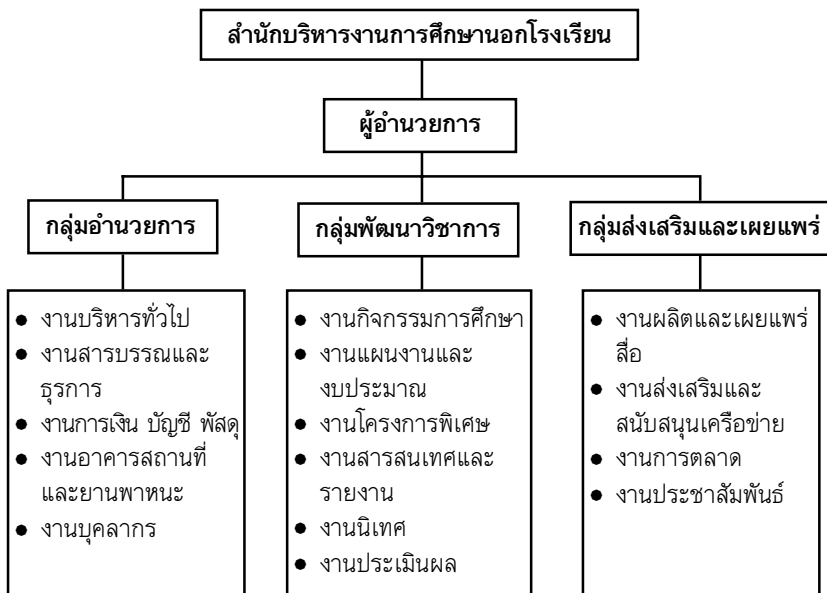 สำนักบริหารงานการศึกษานอกโรงเรียน
ผู้อำนวยการ
กลุ่มอำนวยการ
กลุ่มพัฒนาวิชาการ
กลุ่มส่งเสริมและเผยแพร่
● งานบริหารทั่วไป
● งานสารบรรณและ
ธุรการ
● งานการเงิน บัญชี พัสดุ
● งานอาคารสถานที่
และยานพาหนะ
● งานบุคลากร
● งานกิจกรรมการศึกษา
● งานแผนงานและ
งบประมาณ
● งานโครงการพิเศษ
● งานสารสนเทศและ
รายงาน
● งานนิเทศ
● งานประเมินผล
● งานผลิตและเผยแพร่
สื่อ
● งานส่งเสริมและ
สนับสนุนเครือข่าย
● งานการตลาด
● งานประชาสัมพันธ์